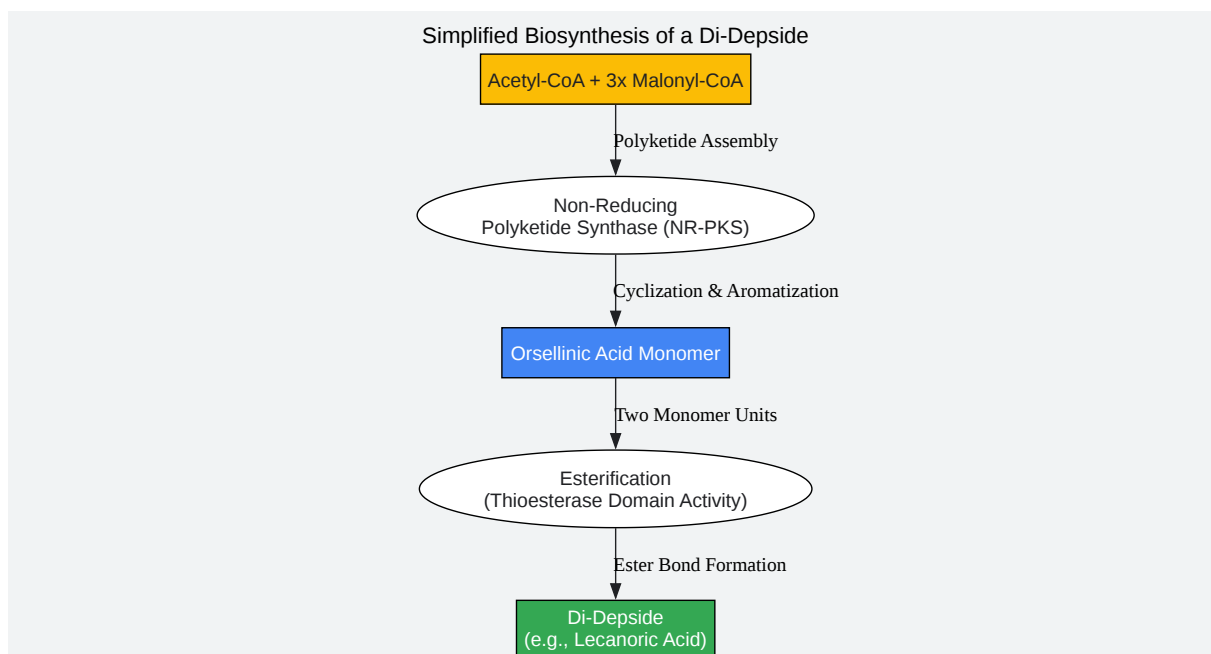 Simplified Biosynthesis of a Di-Depside
Acetyl-CoA + 3x Malonyl-CoA
Polyketide Assembly
Non-Reducing
Polyketide Synthase (NR-PKS)
Cyclization & Aromatization
Orsellinic Acid Monomer
Two Monomer Units
Esterification
(Thioesterase Domain Activity)
Ester Bond Formation
Di-Depside
(e.g., Lecanoric Acid)